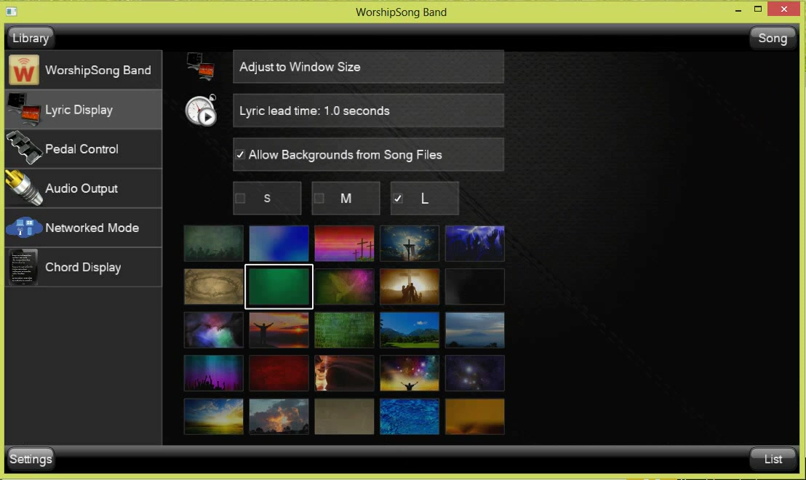 WorshipSong Band
Library
Song
WorshipSong Band
Lyric Display
Pedal Control
Audio Output
Networked Mode
Chord Display
Adjust to Window Size
Lyric lead time: 1.0 seconds
Allow Backgrounds from Song Files
S
M
L
Settings
List